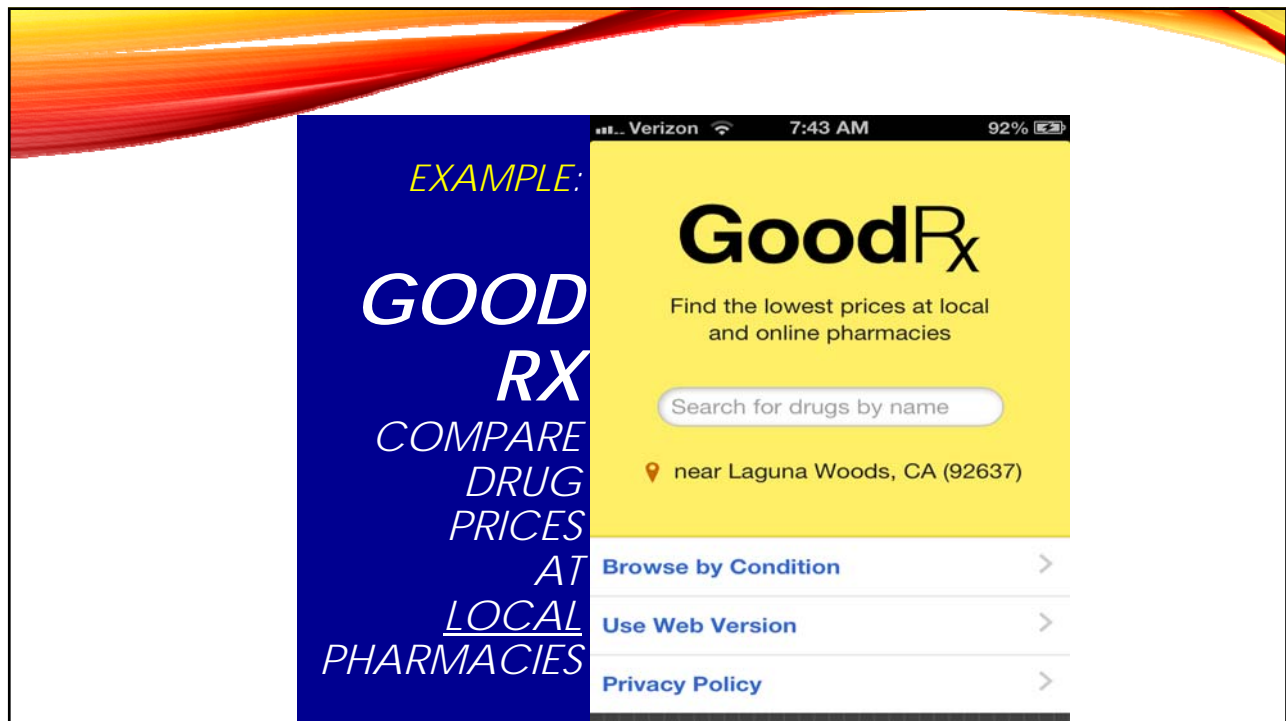 EXAMPLE:
GOOD
RX
COMPARE
DRUG
PRICES
AT
LOCAL
PHARMACIES
Verizon 7:43 AM 92%
GoodRx
Find the lowest prices at local
and online pharmacies
Search for drugs by name
near Laguna Woods, CA (92637)
Browse by Condition
Use Web Version
Privacy Policy